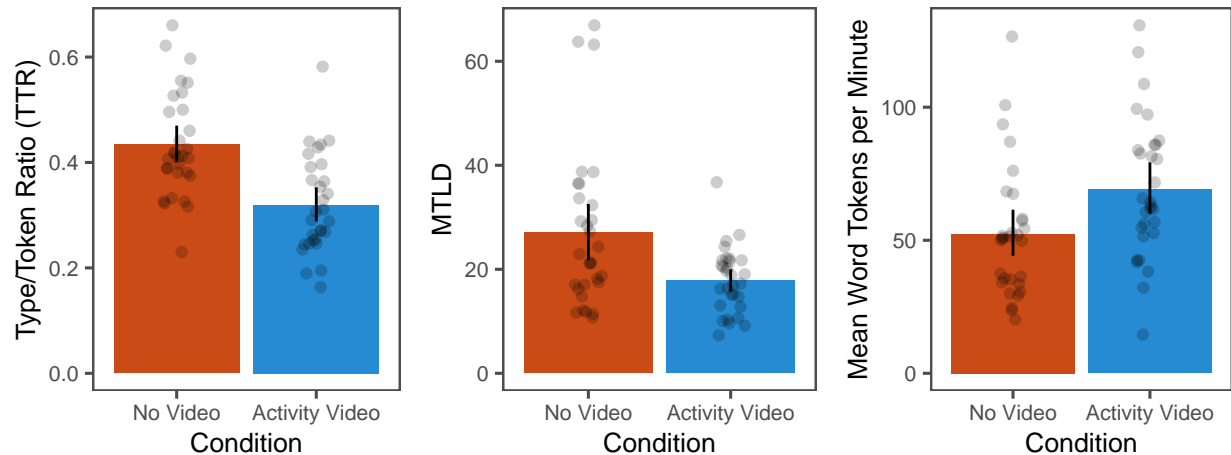 Type/Token Ratio (TTR)
0.6
0.4
0.2
0.0
No Video Activity Video
Condition
MTLD
60
40
20
0
No Video Activity Video
Condition
Mean Word Tokens per Minute
100
50
0
No Video Activity Video
Condition